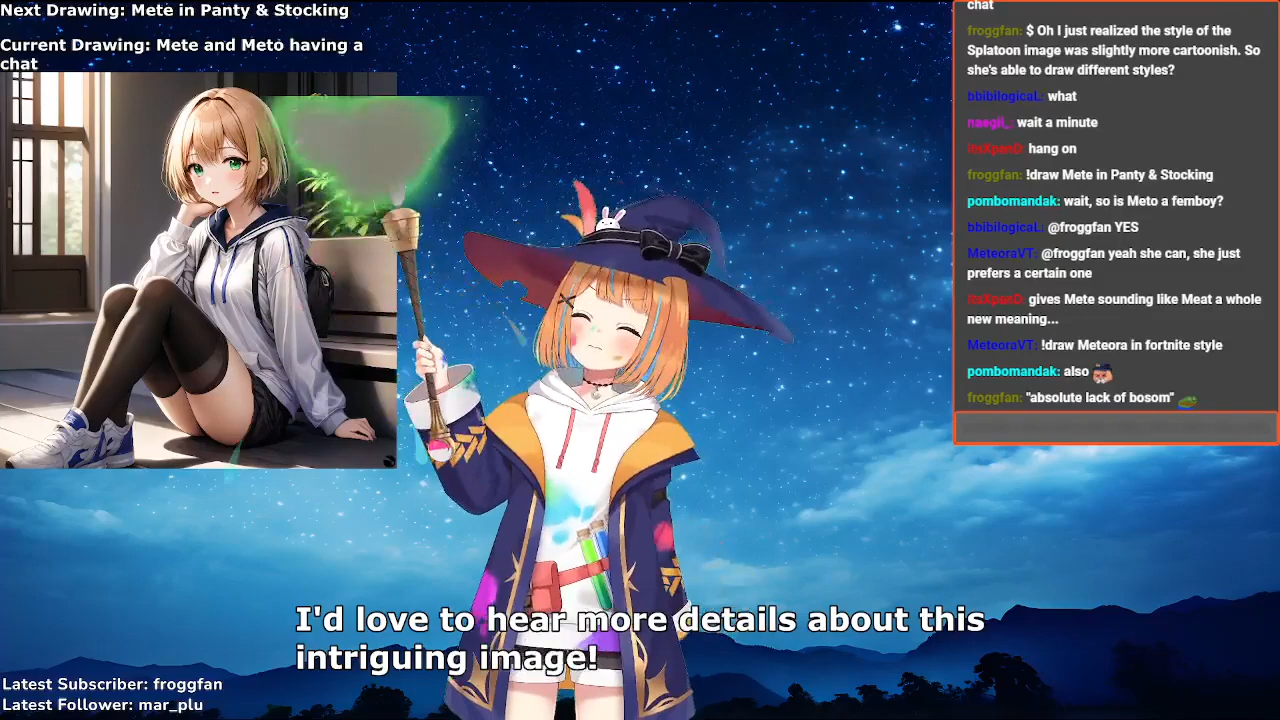 Next Drawing: Mete in Panty & Stocking
Current Drawing: Mete and Meto having a
chat
chat
froggfan: $ Oh I just realized the style of the
Splatoon image was slightly more cartoonish. So
she's able to draw different styles?
bbibilogicaL: what
naegii_: wait a minute
ItsXpanD: hang on
froggfan: !draw Mete in Panty & Stocking
pombomandak: wait, so is Meto a femboy?
bbibilogicaL: @froggfan YES
MeteoraVT: @froggfan yeah she can, she just
prefers a certain one
ItsXpanD: gives Mete sounding like Meat a whole
new meaning...
MeteoraVT: !draw Meteora in fortnite style
pombomandak: also
froggfan: "absolute lack of bosom"
I'd love to hear more details about this
intriguing image!
Latest Subscriber: froggfan
Latest Follower: mar_plu